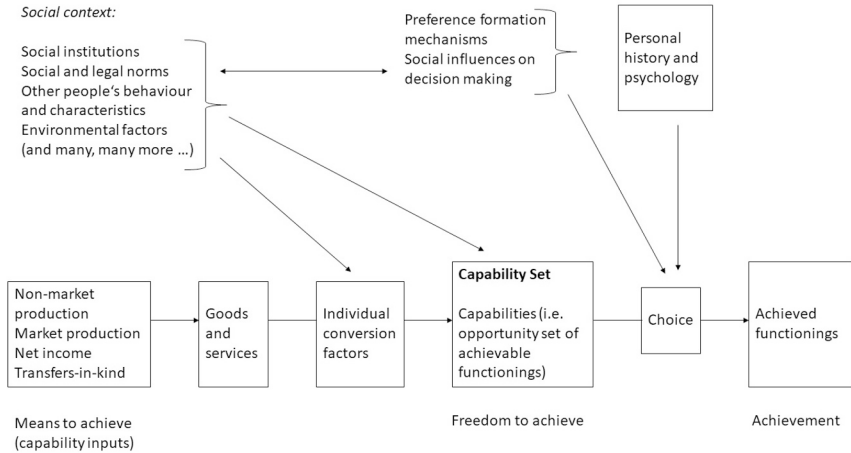 Social context:
Social institutions
Social and legal norms
Other people‘s behaviour
and characteristics
Environmental factors
(and many, many more …)
Preference formation
mechanisms
Social influences on
decision making
Personal
history and
psychology
Non-market
production
Market production
Net income
Transfers-in-kind
Goods
and
services
Individual
conversion
factors
Capability Set
Capabilities (i.e.
opportunity set of
achievable
functionings)
Choice
Achieved
functionings
Means to achieve
(capability inputs)
Freedom to achieve
Achievement